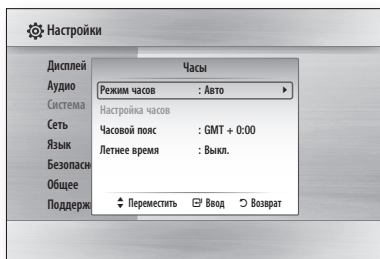 Настройки
Дисплей
Часы
Аудио
Режим часов : Авто
Система
Настройка часов
Сеть
Часовой пояс : GMT + 0:00
Язык
Летнее время : Выкл.
Безопасн
Общее
Поддерж
Переместить Ввод Возврат